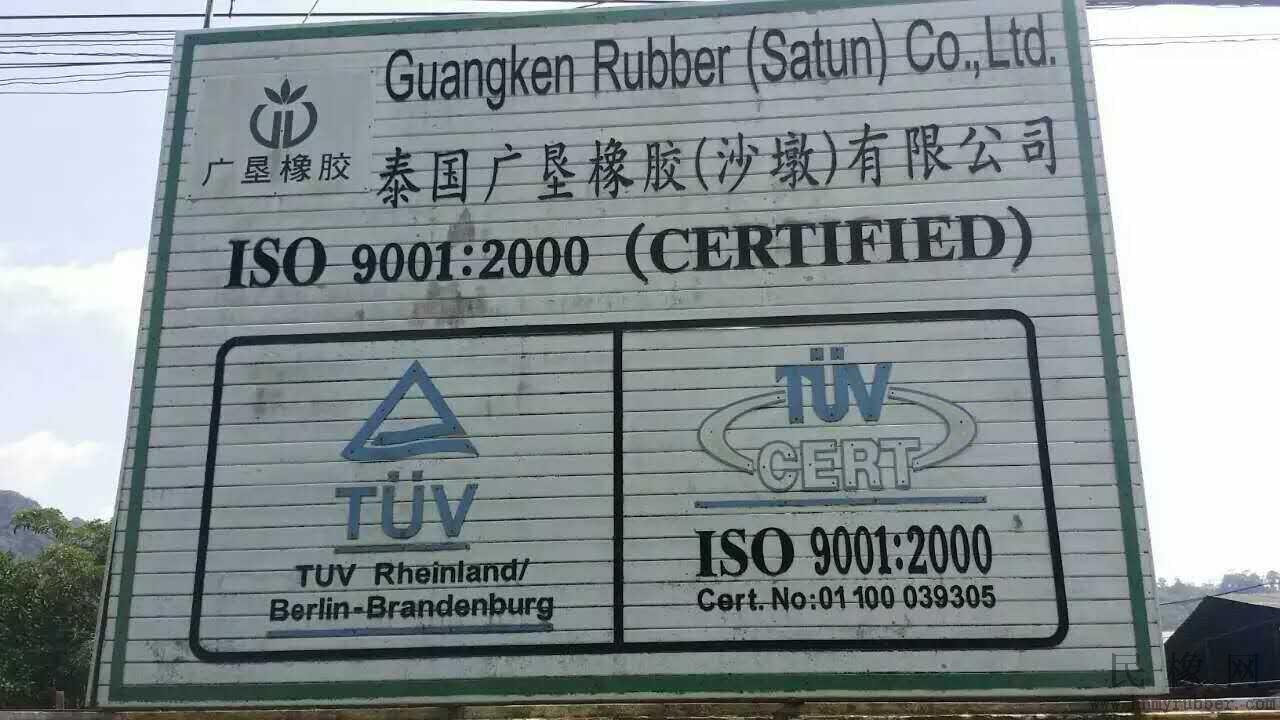 Guangken Rubber (Satun) Co.,Ltd.
广垦橡胶
泰国广垦橡胶(沙墩)有限公司
ISO 9001:2000 (CERTIFIED)
TÜV
TUV Rheinland/
Berlin-Brandenburg
TÜV
CERT
ISO 9001:2000
Cert. No:01 100 039305
民橡网